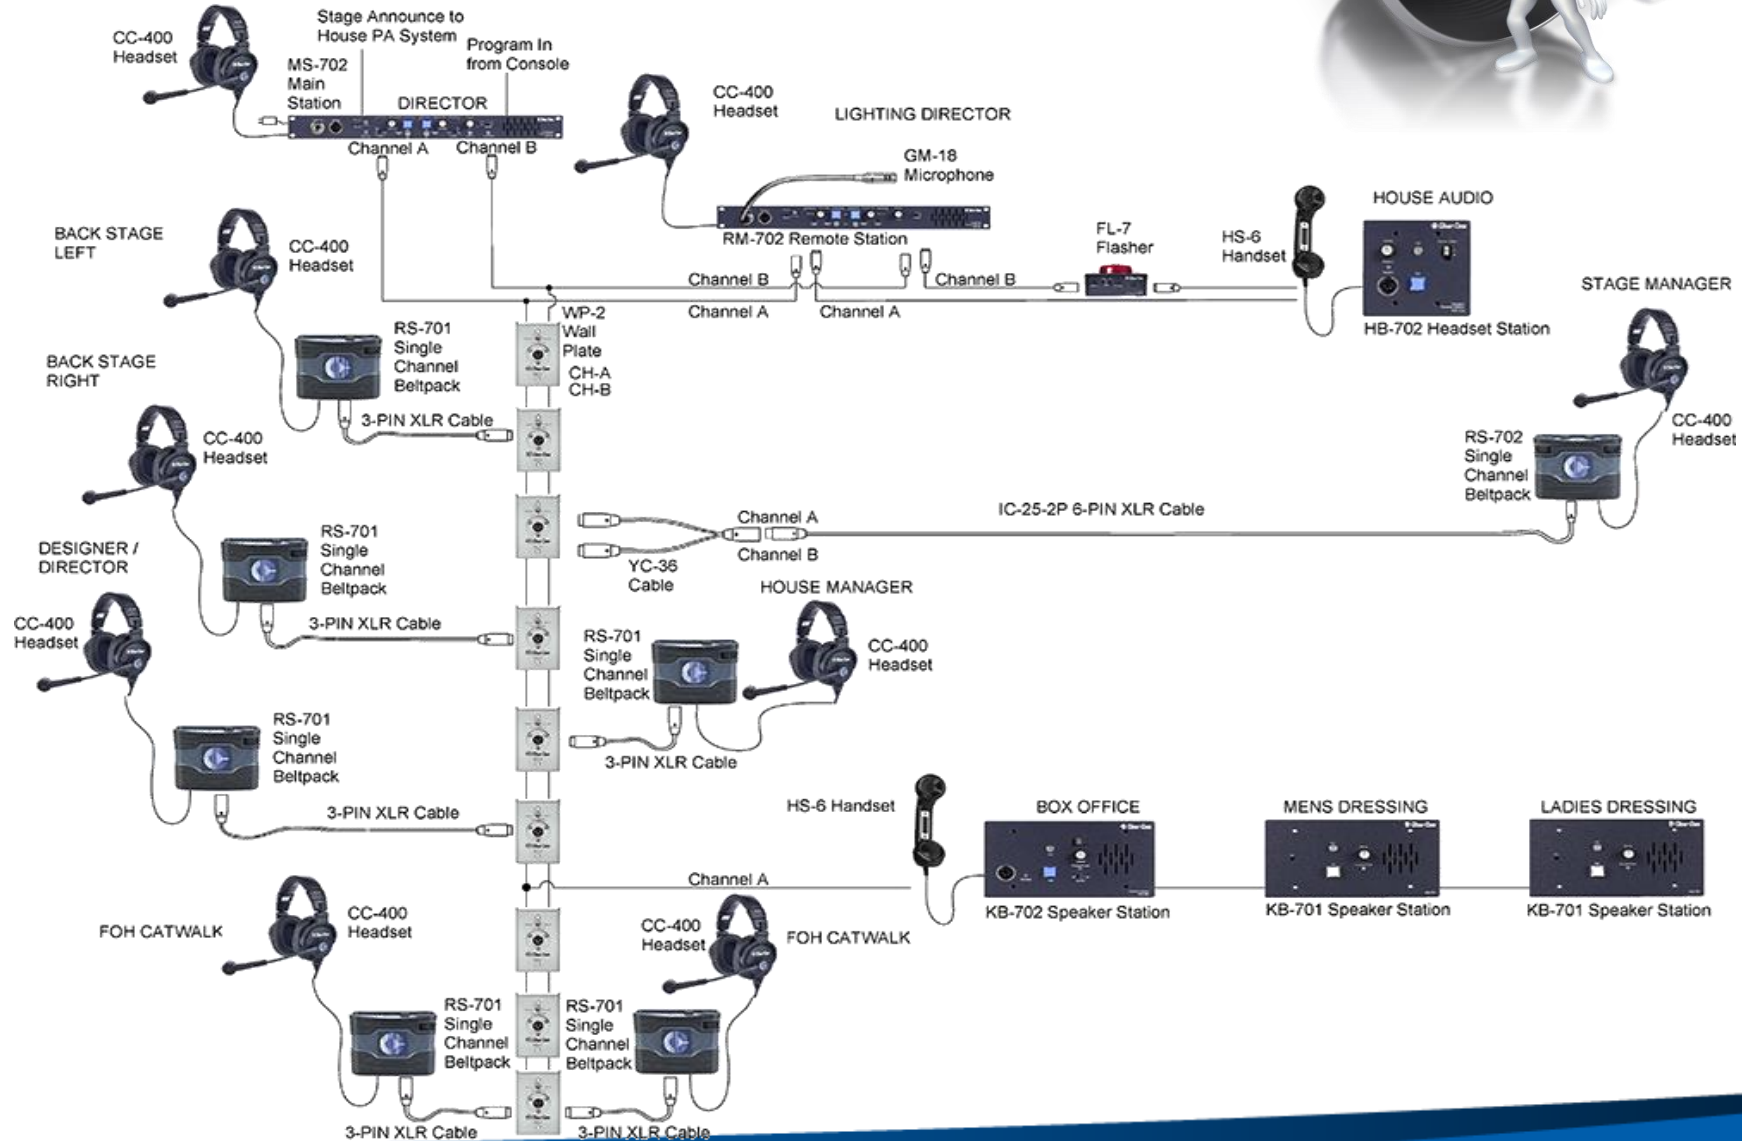 CC-400
Headset
Stage Announce to
House PA System
Program In
from Console
MS-702
Main
Station
DIRECTOR
Channel A
Channel B
CC-400
Headset
LIGHTING DIRECTOR
GM-18
Microphone
RM-702 Remote Station
FL-7
Flasher
HS-6
Handset
HOUSE AUDIO
HB-702 Headset Station
Channel B
Channel B
Channel A
Channel A
BACK STAGE
LEFT
CC-400
Headset
RS-701
Single
Channel
Beltpack
3-PIN XLR Cable
WP-2
Wall
Plate
CH-A
CH-B
STAGE MANAGER
CC-400
Headset
RS-702
Single
Channel
Beltpack
BACK STAGE
RIGHT
CC-400
Headset
RS-701
Single
Channel
Beltpack
3-PIN XLR Cable
Channel A
Channel B
YC-36
Cable
IC-25-2P 6-PIN XLR Cable
DESIGNER /
DIRECTOR
CC-400
Headset
RS-701
Single
Channel
Beltpack
3-PIN XLR Cable
HOUSE MANAGER
RS-701
Single
Channel
Beltpack
CC-400
Headset
3-PIN XLR Cable
HS-6 Handset
BOX OFFICE
MENS DRESSING
LADIES DRESSING
Channel A
KB-702 Speaker Station
KB-701 Speaker Station
KB-701 Speaker Station
FOH CATWALK
CC-400
Headset
RS-701
Single
Channel
Beltpack
3-PIN XLR Cable
CC-400
Headset
FOH CATWALK
RS-701
Single
Channel
Beltpack
3-PIN XLR Cable